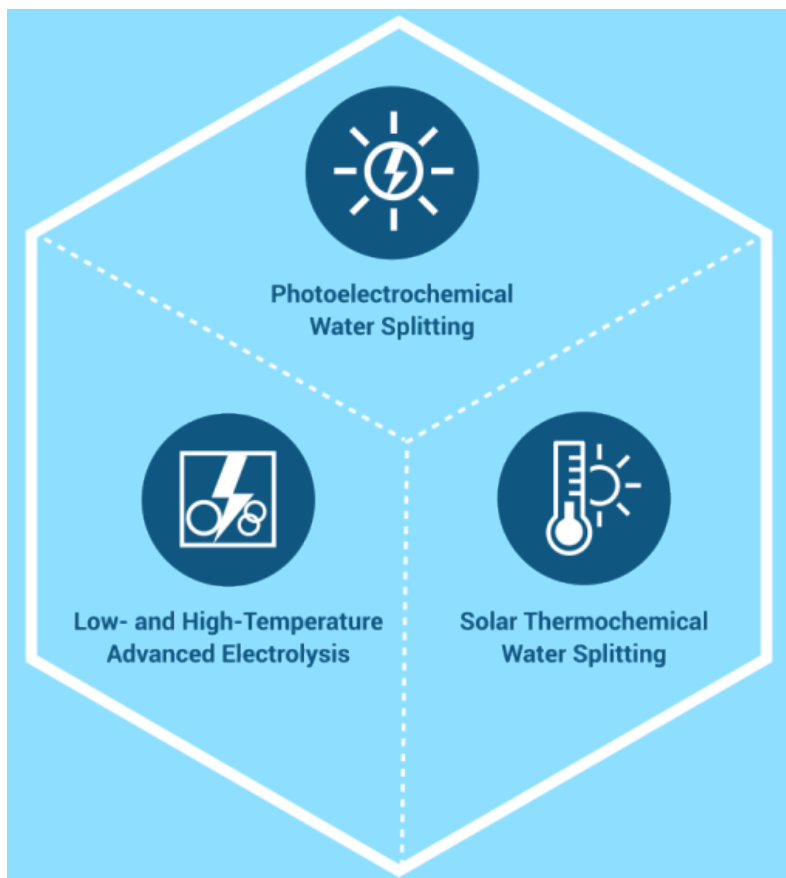 Photoelectrochemical
Water Splitting
Low- and High-Temperature
Advanced Electrolysis
Solar Thermochemical
Water Splitting